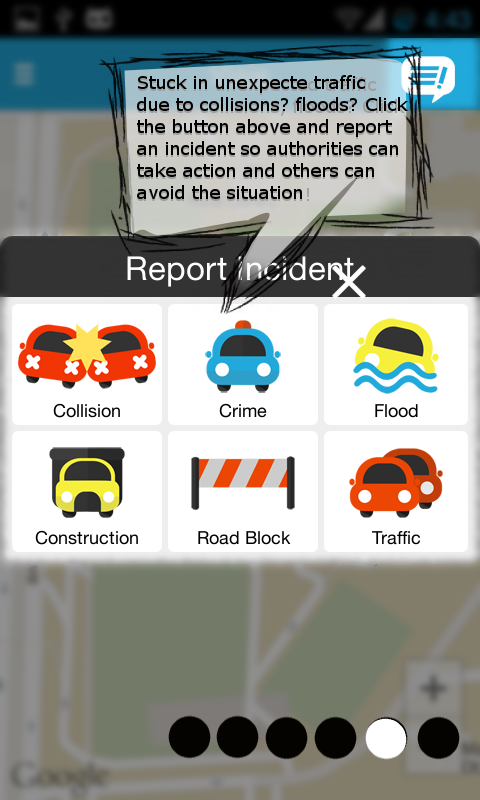 4:43
Stuck in unexpecte traffic
due to collisions? floods? Click
the button above and report
an incident so authorities can
take action and others can
avoid the situation!
Report incident
Collision
Crime
Flood
Construction
Road Block
Traffic
Google